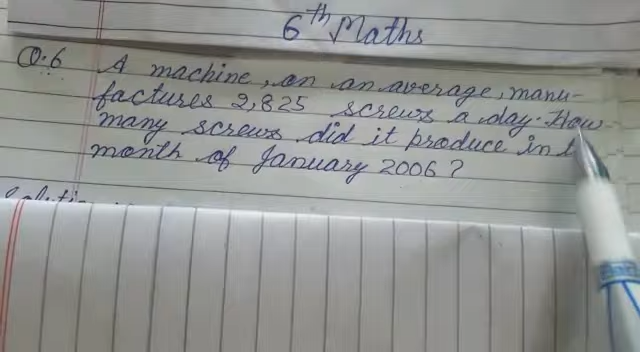 6th Maths
Q.6 A machine, on an average, manu-
factures 2,825 screws a day. How
many screws did it produce in
month of January 2006?